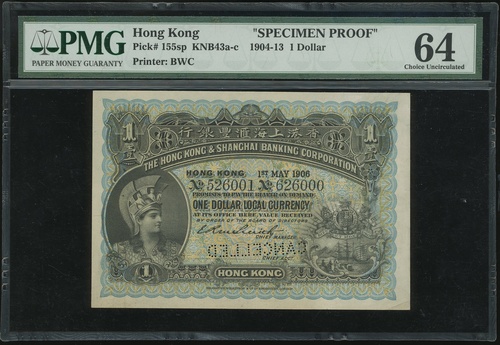 PMG
PAPER MONEY GUARANTY
Hong Kong "SPECIMEN PROOF"
Pick# 155sp KNB43a-c 1904-13 1 Dollar
Printer: BWC
64
Choice Uncirculated
1 行銀豐滙海上港香 1
THE HONG KONG & SHANGHAI BANKING CORPORATION
HONG KONG 1ST MAY 1906
No 526001 No 626000
PROMISES TO PAY THE BEARER ON DEMAND
ONE DOLLAR LOCAL CURRENCY
AT ITS OFFICE HERE, VALUE RECEIVED
BY ORDER OF THE BOARD OF DIRECTORS
CHIEF MANAGER
CANCELLED
1 HONG KONG